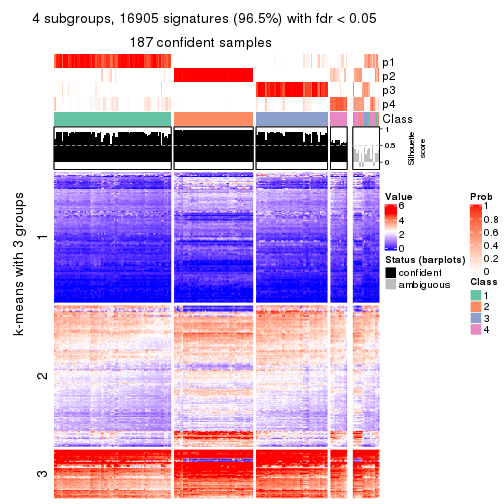 4 subgroups, 16905 signatures (96.5%) with fdr < 0.05
187 confident samples
p1
p2
p3
p4
Class
1
0.5
0
Silhouette
score
k-means with 3 groups
1
2
3
Value
6
4
2
0
Status (barplots)
confident
ambiguous
Prob
1
0.8
0.6
0.4
0.2
0
Class
1
2
3
4